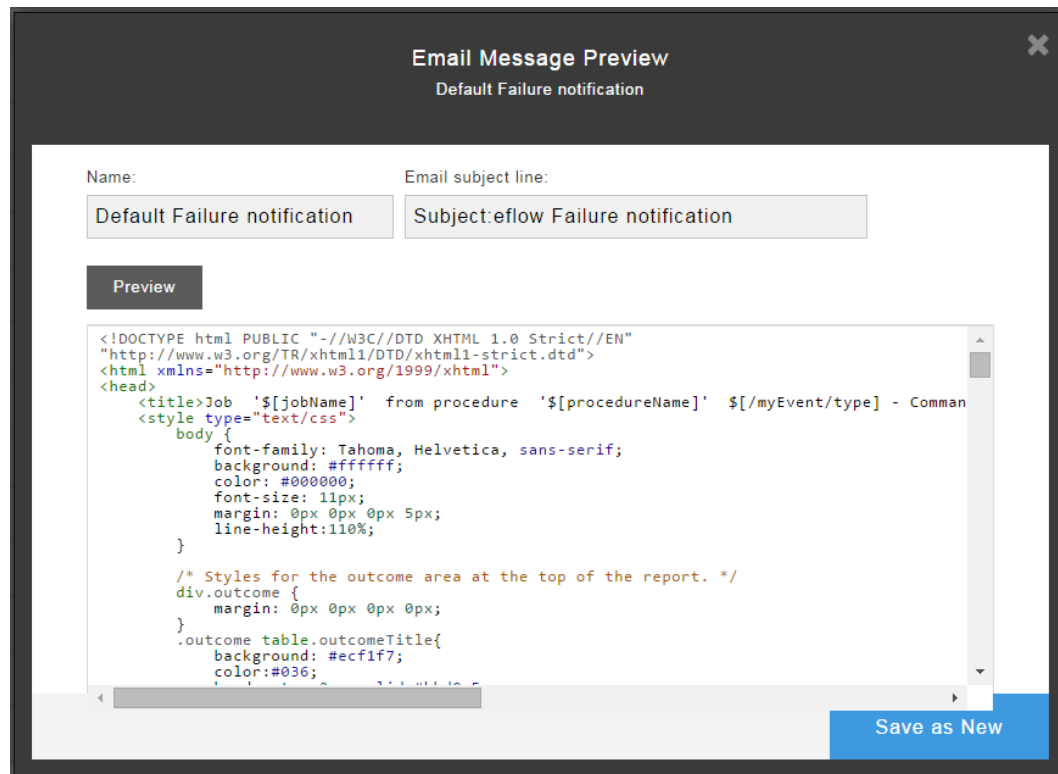 Email Message Preview
Default Failure notification
Name:
Email subject line:
Default Failure notification
Subject:eflow Failure notification
Preview
<!DOCTYPE html PUBLIC "-//W3C//DTD XHTML 1.0 Strict//EN"
"http://www.w3.org/TR/xhtml1/DTD/xhtml1-strict.dtd">
<html xmlns="http://www.w3.org/1999/xhtml">
<head>
    <title>Job  '$[jobName]'  from procedure  '$[procedureName]'  $[/myEvent/type] - Comman
    <style type="text/css">
        body {
            font-family: Tahoma, Helvetica, sans-serif;
            background: #ffffff;
            color: #000000;
            font-size: 11px;
            margin: 0px 0px 0px 5px;
            line-height:110%;
        }
        /* Styles for the outcome area at the top of the report. */
        div.outcome {
            margin: 0px 0px 0px 0px;
        }
        .outcome table.outcomeTitle{
            background: #ecf1f7;
            color:#036;
Save as New